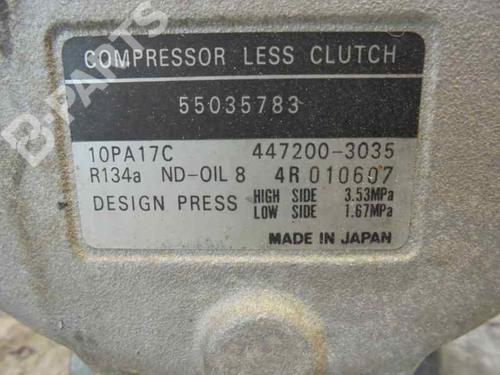 B-PARTS
COMPRESSOR LESS CLUTCH
55035783
10PA17C 447200-3035
R134a ND-OIL 8 4R 010607
DESIGN PRESS HIGH SIDE 3.53MPa
LOW SIDE 1.67MPa
MADE IN JAPAN